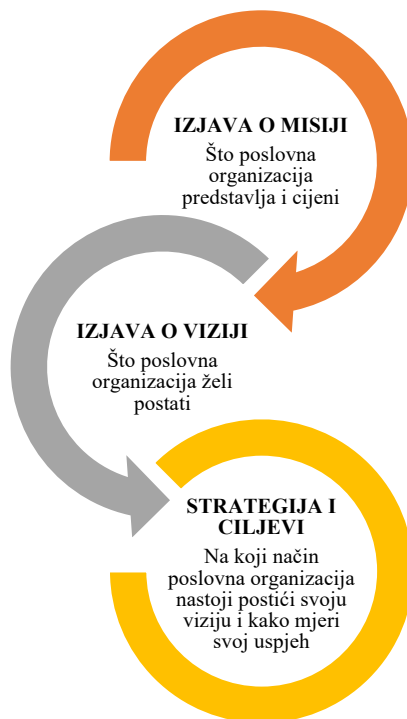 IZJAVA O MISIJI
Što poslovna
organizacija
predstavlja i cijeni
IZJAVA O VIZIJI
Što poslovna
organizacija želi
postati
STRATEGIJA I
CILJEVI
Na koji način
poslovna organizacija
nastoji postići svoju
viziju i kako mjeri
svoj uspjeh